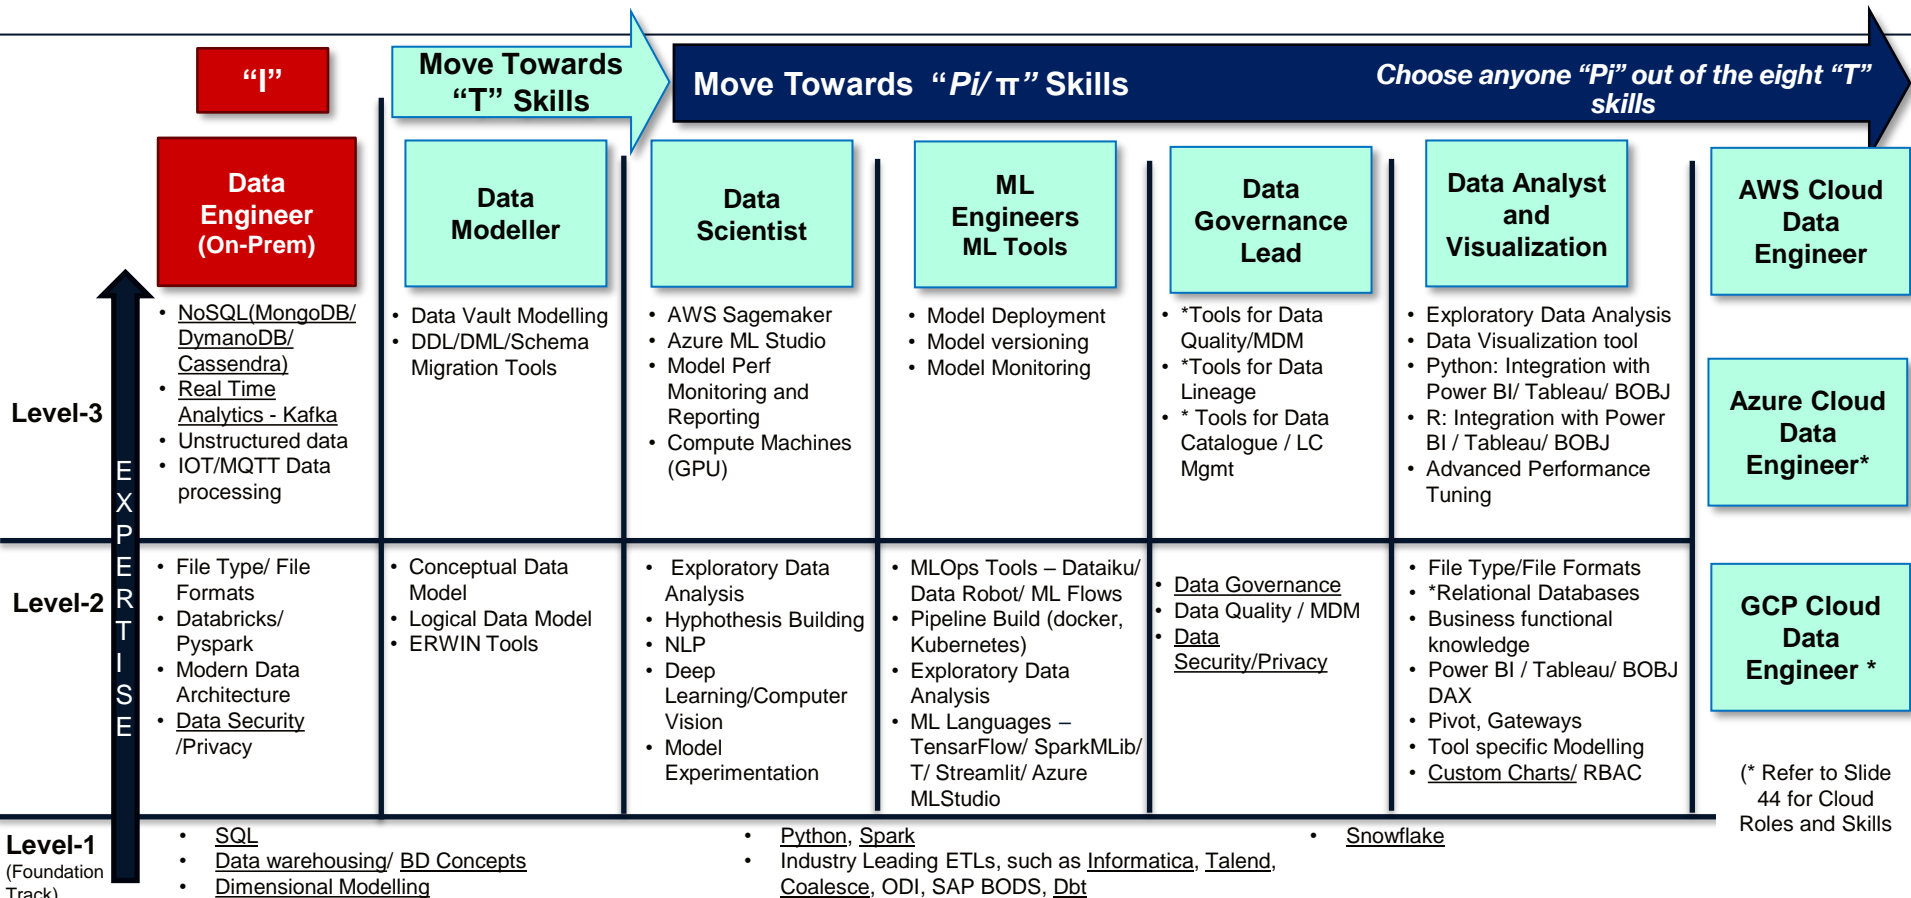 “I”
Move Towards
“T” Skills
Move Towards “Pi/ π” Skills
Choose anyone “Pi” out of the eight “T”
skills
Data
Engineer
(On-Prem)
Data
Modeller
Data
Scientist
ML
Engineers
ML Tools
Data
Governance
Lead
Data Analyst
and
Visualization
AWS Cloud
Data
Engineer
Azure Cloud
Data
Engineer*
GCP Cloud
Data
Engineer *
(* Refer to Slide
44 for Cloud
Roles and Skills
EXPERTISE
Level-3
• NoSQL(MongoDB/
DymanoDB/
Cassendra)
• Real Time
Analytics - Kafka
• Unstructured data
• IOT/MQTT Data
processing
• Data Vault Modelling
• DDL/DML/Schema
Migration Tools
• AWS Sagemaker
• Azure ML Studio
• Model Perf
Monitoring and
Reporting
• Compute Machines
(GPU)
• Model Deployment
• Model versioning
• Model Monitoring
• *Tools for Data
Quality/MDM
• *Tools for Data
Lineage
• * Tools for Data
Catalogue / LC
Mgmt
• Exploratory Data Analysis
• Data Visualization tool
• Python: Integration with
Power BI/ Tableau/ BOBJ
• R: Integration with Power
BI / Tableau/ BOBJ
• Advanced Performance
Tuning
Level-2
• File Type/ File
Formats
• Databricks/
Pyspark
• Modern Data
Architecture
• Data Security
/Privacy
• Conceptual Data
Model
• Logical Data Model
• ERWIN Tools
• Exploratory Data
Analysis
• Hyphothesis Building
• NLP
• Deep
Learning/Computer
Vision
• Model
Experimentation
• MLOps Tools – Dataiku/
Data Robot/ ML Flows
• Pipeline Build (docker,
Kubernetes)
• Exploratory Data
Analysis
• ML Languages –
TensarFlow/ SparkMLib/
T/ Streamlit/ Azure
MLStudio
• Data Governance
• Data Quality / MDM
• Data
Security/Privacy
• File Type/File Formats
• *Relational Databases
• Business functional
knowledge
• Power BI / Tableau/ BOBJ
DAX
• Pivot, Gateways
• Tool specific Modelling
• Custom Charts/ RBAC
Level-1
(Foundation
Track)
• SQL
• Data warehousing/ BD Concepts
• Dimensional Modelling
• Python, Spark
• Industry Leading ETLs, such as Informatica, Talend,
Coalesce, ODI, SAP BODS, Dbt
• Snowflake